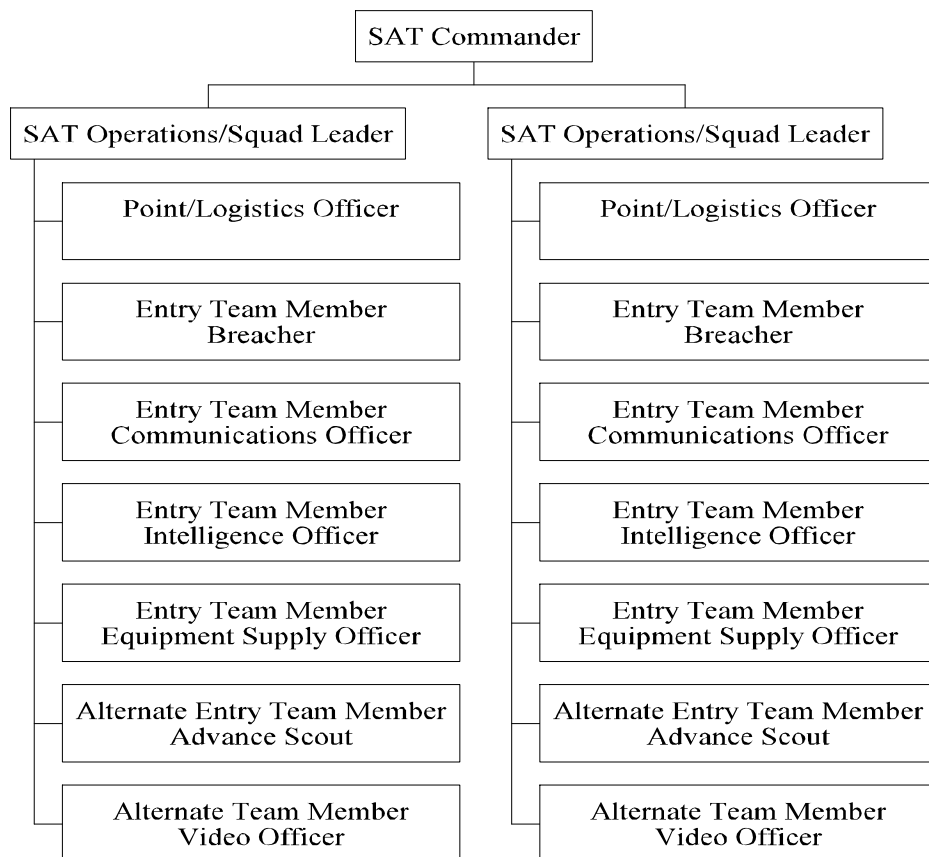 SAT Commander
SAT Operations/Squad Leader
Point/Logistics Officer
Entry Team Member
Breacher
Entry Team Member
Communications Officer
Entry Team Member
Intelligence Officer
Entry Team Member
Equipment Supply Officer
Alternate Entry Team Member
Advance Scout
Alternate Team Member
Video Officer
SAT Operations/Squad Leader
Point/Logistics Officer
Entry Team Member
Breacher
Entry Team Member
Communications Officer
Entry Team Member
Intelligence Officer
Entry Team Member
Equipment Supply Officer
Alternate Entry Team Member
Advance Scout
Alternate Team Member
Video Officer